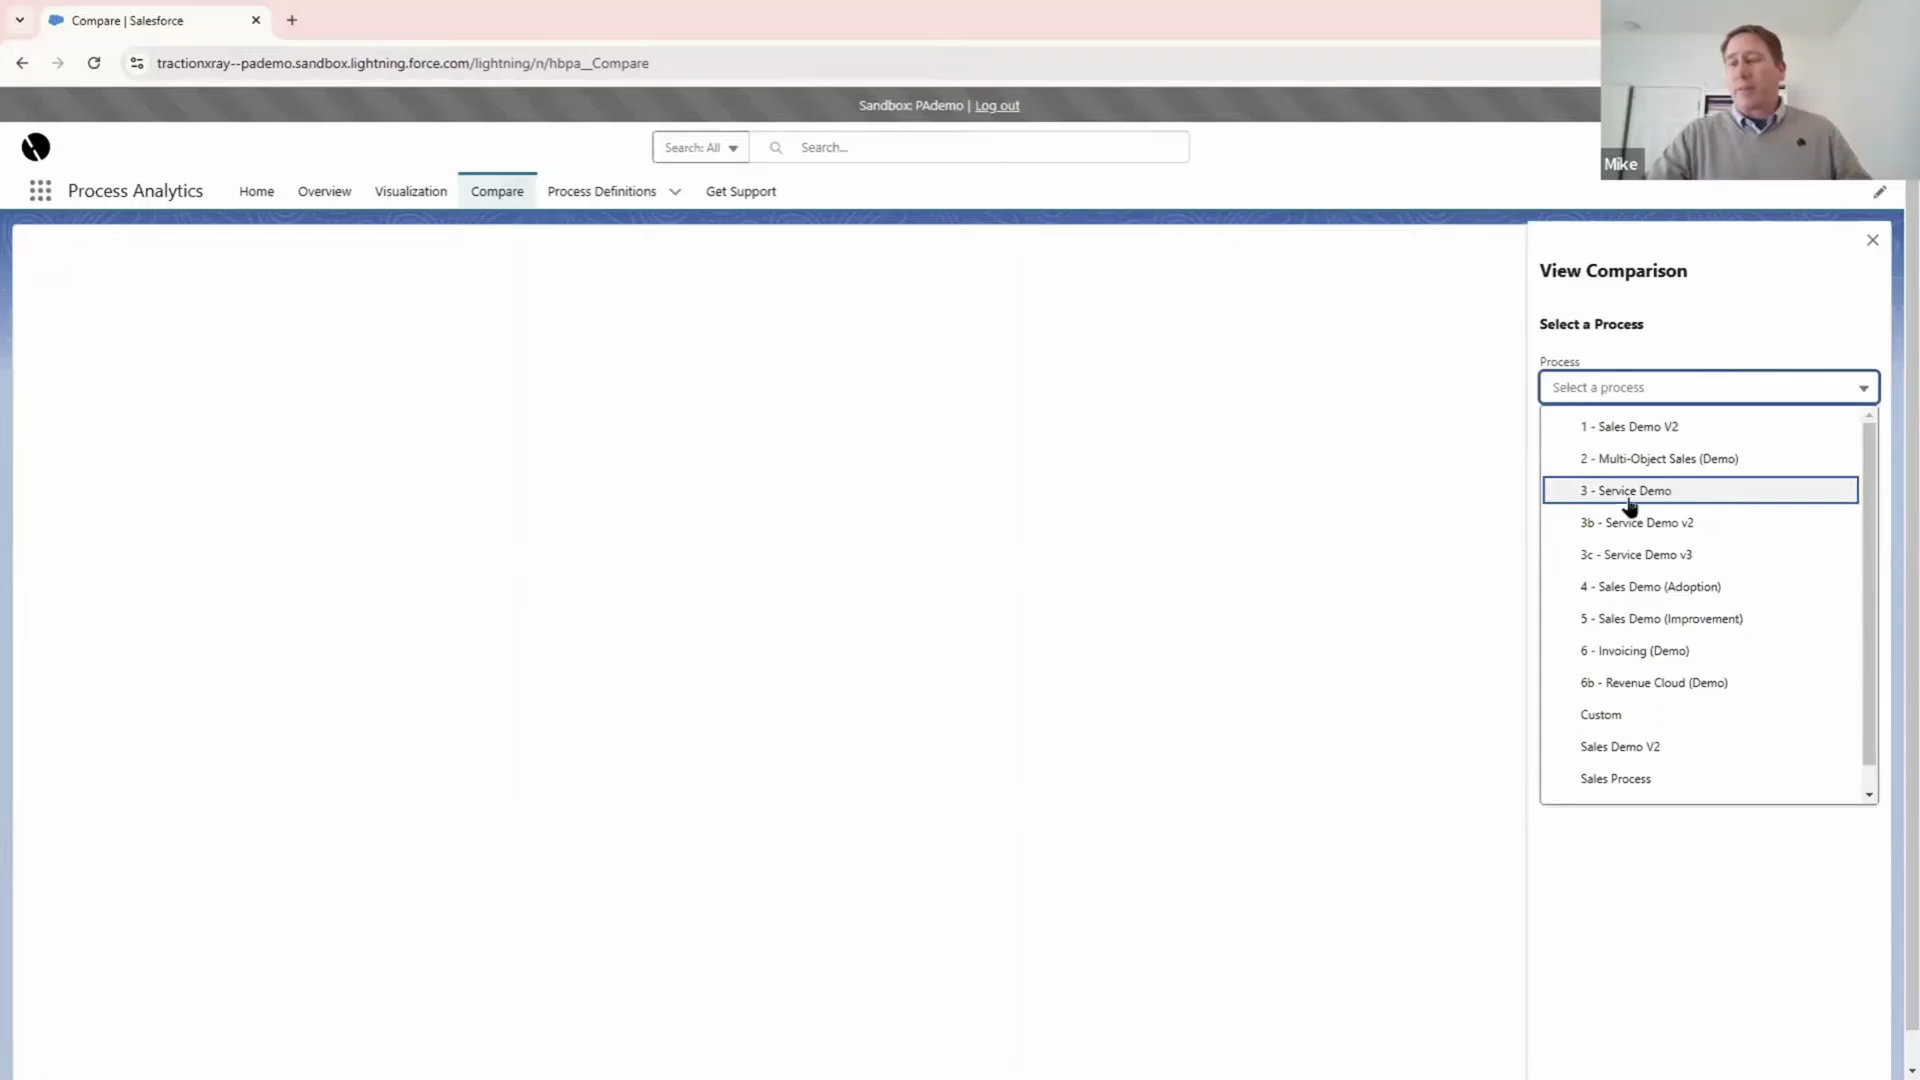 Compare | Salesforce
tractionxray--pademo.sandbox.lightning.force.com/lightning/n/hbpa__Compare
Sandbox: PAdemo | Log out
Search: All
Search...
Mike
Process Analytics
Home
Overview
Visualization
Compare
Process Definitions
Get Support
View Comparison
Select a Process
Process
Select a process
1 - Sales Demo V2
2 - Multi-Object Sales (Demo)
3 - Service Demo
3b - Service Demo v2
3c - Service Demo v3
4 - Sales Demo (Adoption)
5 - Sales Demo (Improvement)
6 - Invoicing (Demo)
6b - Revenue Cloud (Demo)
Custom
Sales Demo V2
Sales Process